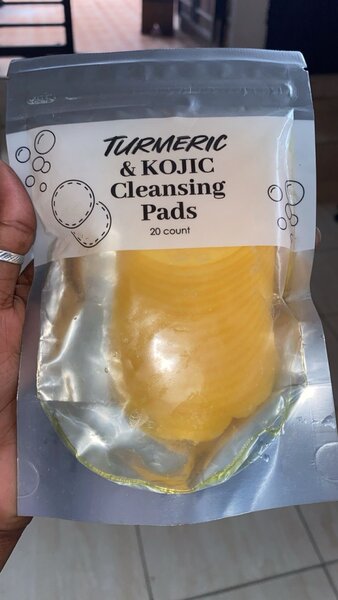 TURMERIC
& KOJIC
Cleansing
Pads
20 count